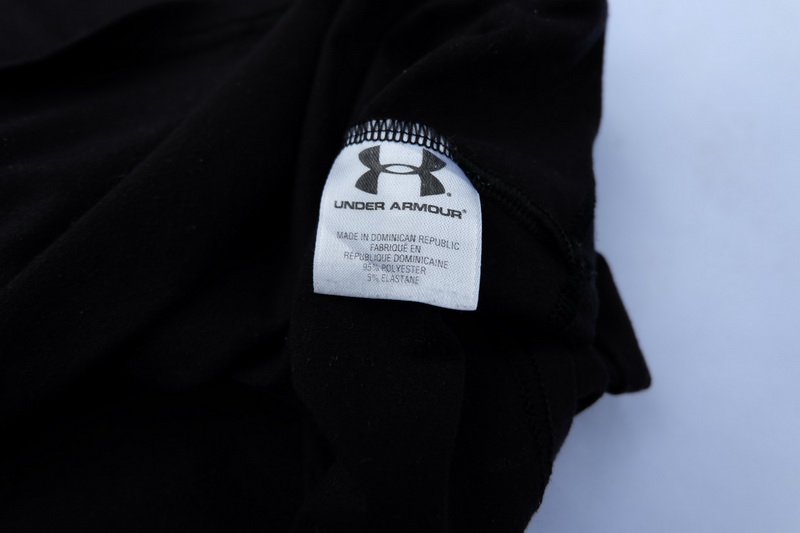 UNDER ARMOUR®
MADE IN DOMINICAN REPUBLIC
FABRIQUÉ EN
RÉPUBLIQUE DOMINICAINE
95% POLYESTER
5% ELASTANE